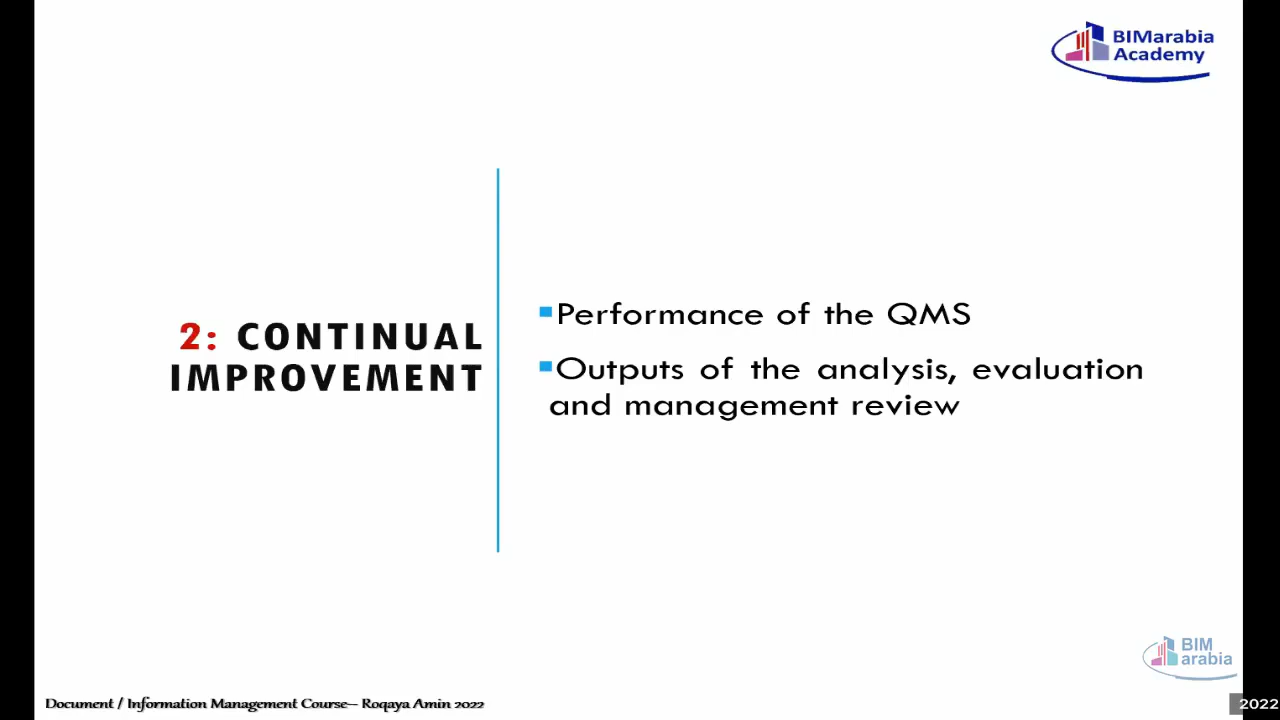 BIMarabia
Academy
2: CONTINUAL
IMPROVEMENT
Performance of the QMS
Outputs of the analysis, evaluation
and management review
BIM
arabia
Document / Information Management Course– Roqaya Amin 2022
2022